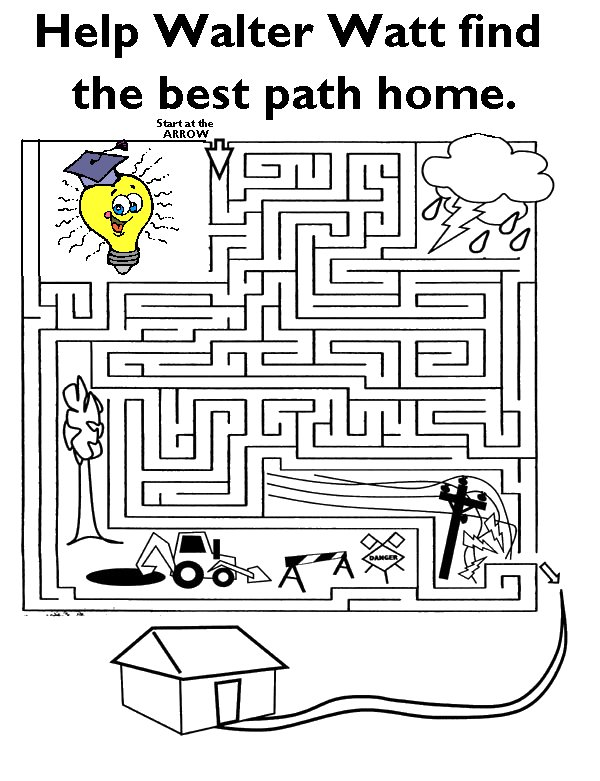 Help Walter Watt find
the best path home.
Start at the
ARROW
DANGER